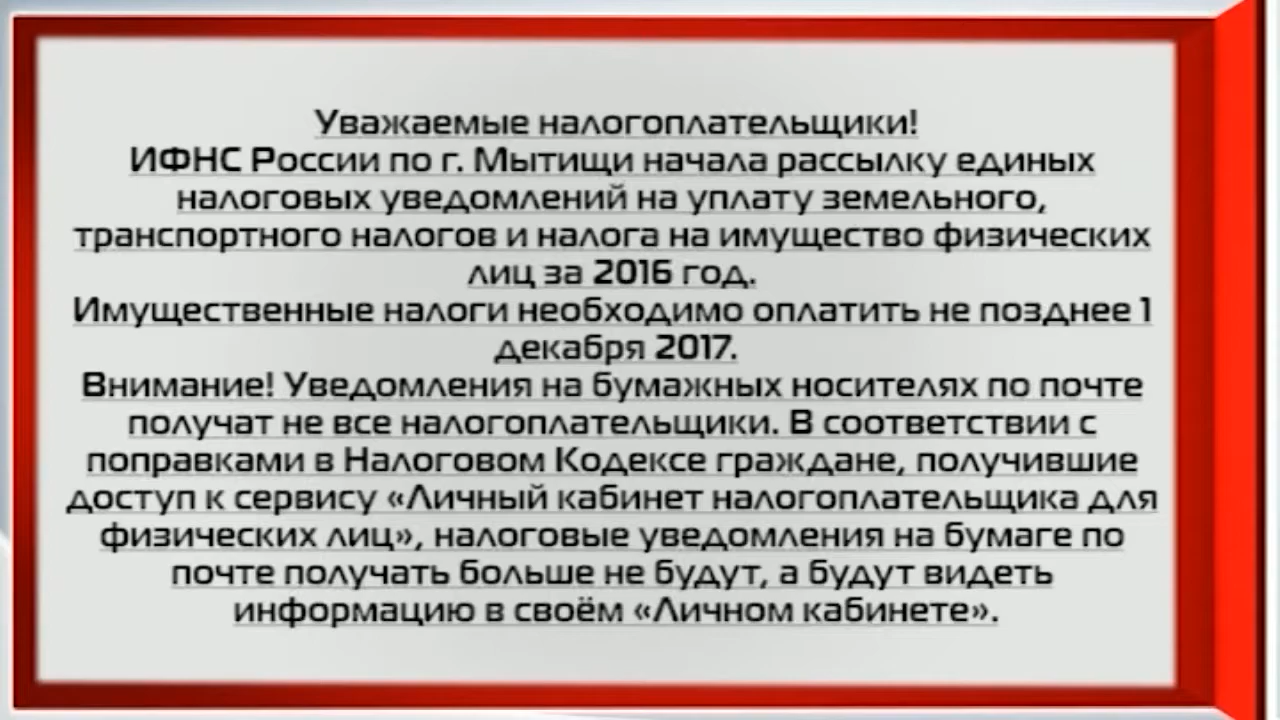 Уважаемые налогоплательщики!
ИФНС России по г. Мытищи начала рассылку единых
налоговых уведомлений на уплату земельного,
транспортного налогов и налога на имущество физических
лиц за 2016 год.
Имущественные налоги необходимо оплатить не позднее 1
декабря 2017.
Внимание! Уведомления на бумажных носителях по почте
получат не все налогоплательщики. В соответствии с
поправками в Налоговом Кодексе граждане, получившие
доступ к сервису «Личный кабинет налогоплательщика для
физических лиц», налоговые уведомления на бумаге по
почте получать больше не будут, а будут видеть
информацию в своём «Личном кабинете».